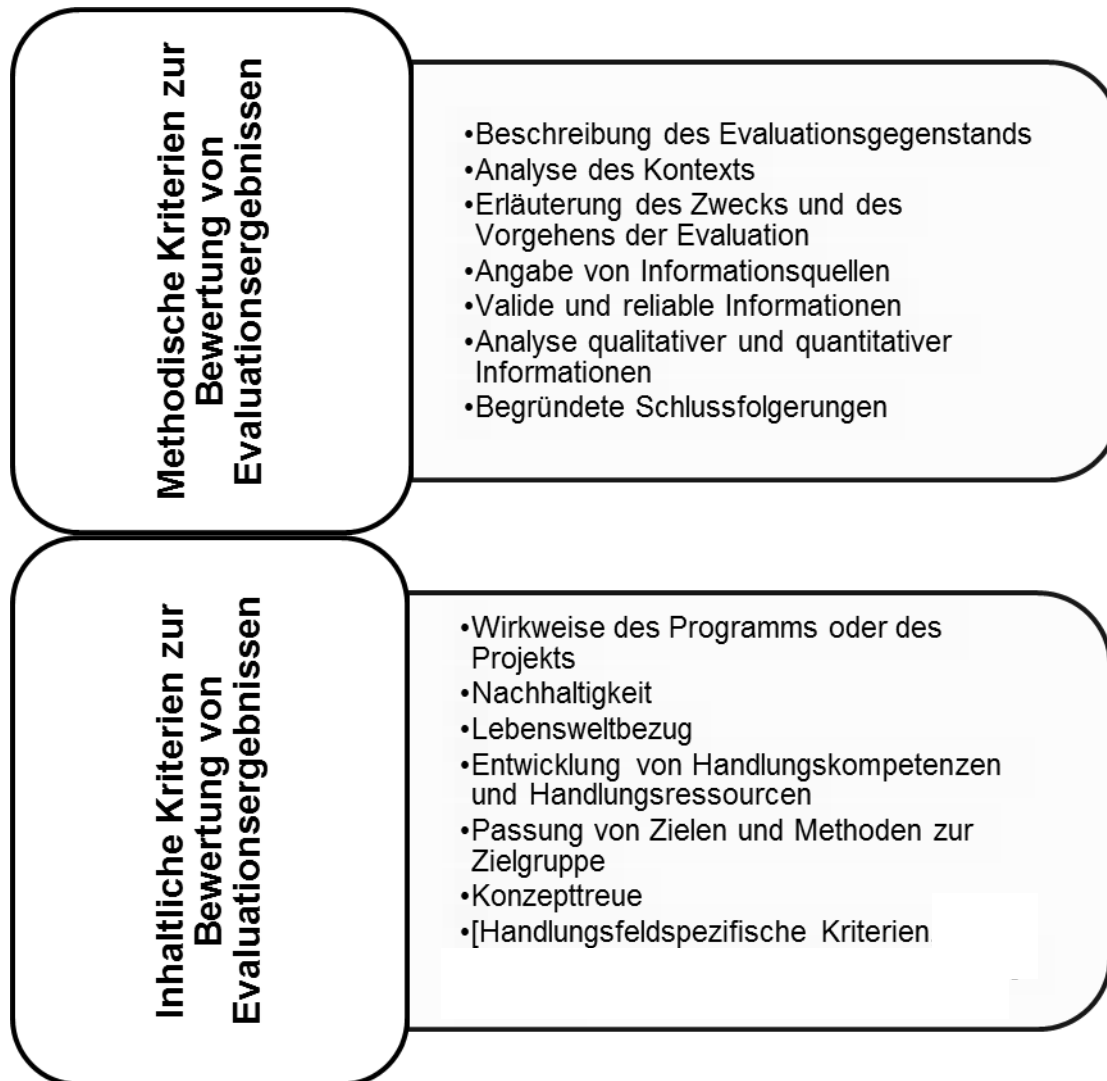 Methodische Kriterien zur
Bewertung von
Evaluationsergebnissen
•Beschreibung des Evaluationsgegenstands
•Analyse des Kontexts
•Erläuterung des Zwecks und des
Vorgehens der Evaluation
•Angabe von Informationsquellen
•Valide und reliable Informationen
•Analyse qualitativer und quantitativer
Informationen
•Begründete Schlussfolgerungen
Inhaltliche Kriterien zur
Bewertung von
Evaluationsergebnissen
•Wirkweise des Programms oder des
Projekts
•Nachhaltigkeit
•Lebensweltbezug
•Entwicklung von Handlungskompetenzen
und Handlungsressourcen
•Passung von Zielen und Methoden zur
Zielgruppe
•Konzepttreue
•[Handlungsfeldspezifische Kriterien